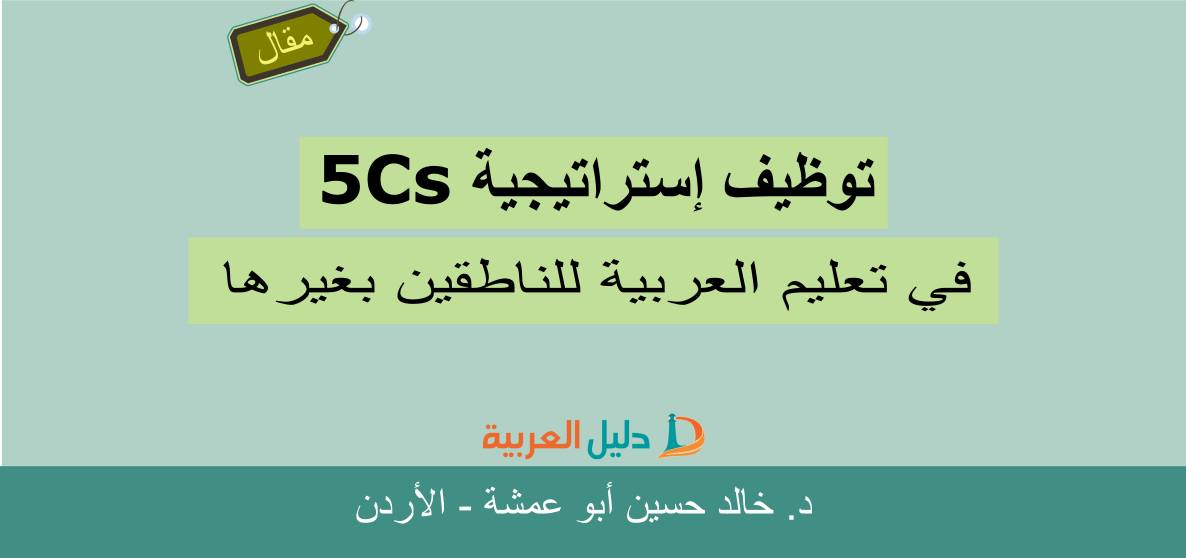 مقال
توظيف إستراتيجية 5Cs
في تعليم العربية للناطقين بغيرها
دليل العربية
د. خالد حسين أبو عمشة - الأردن